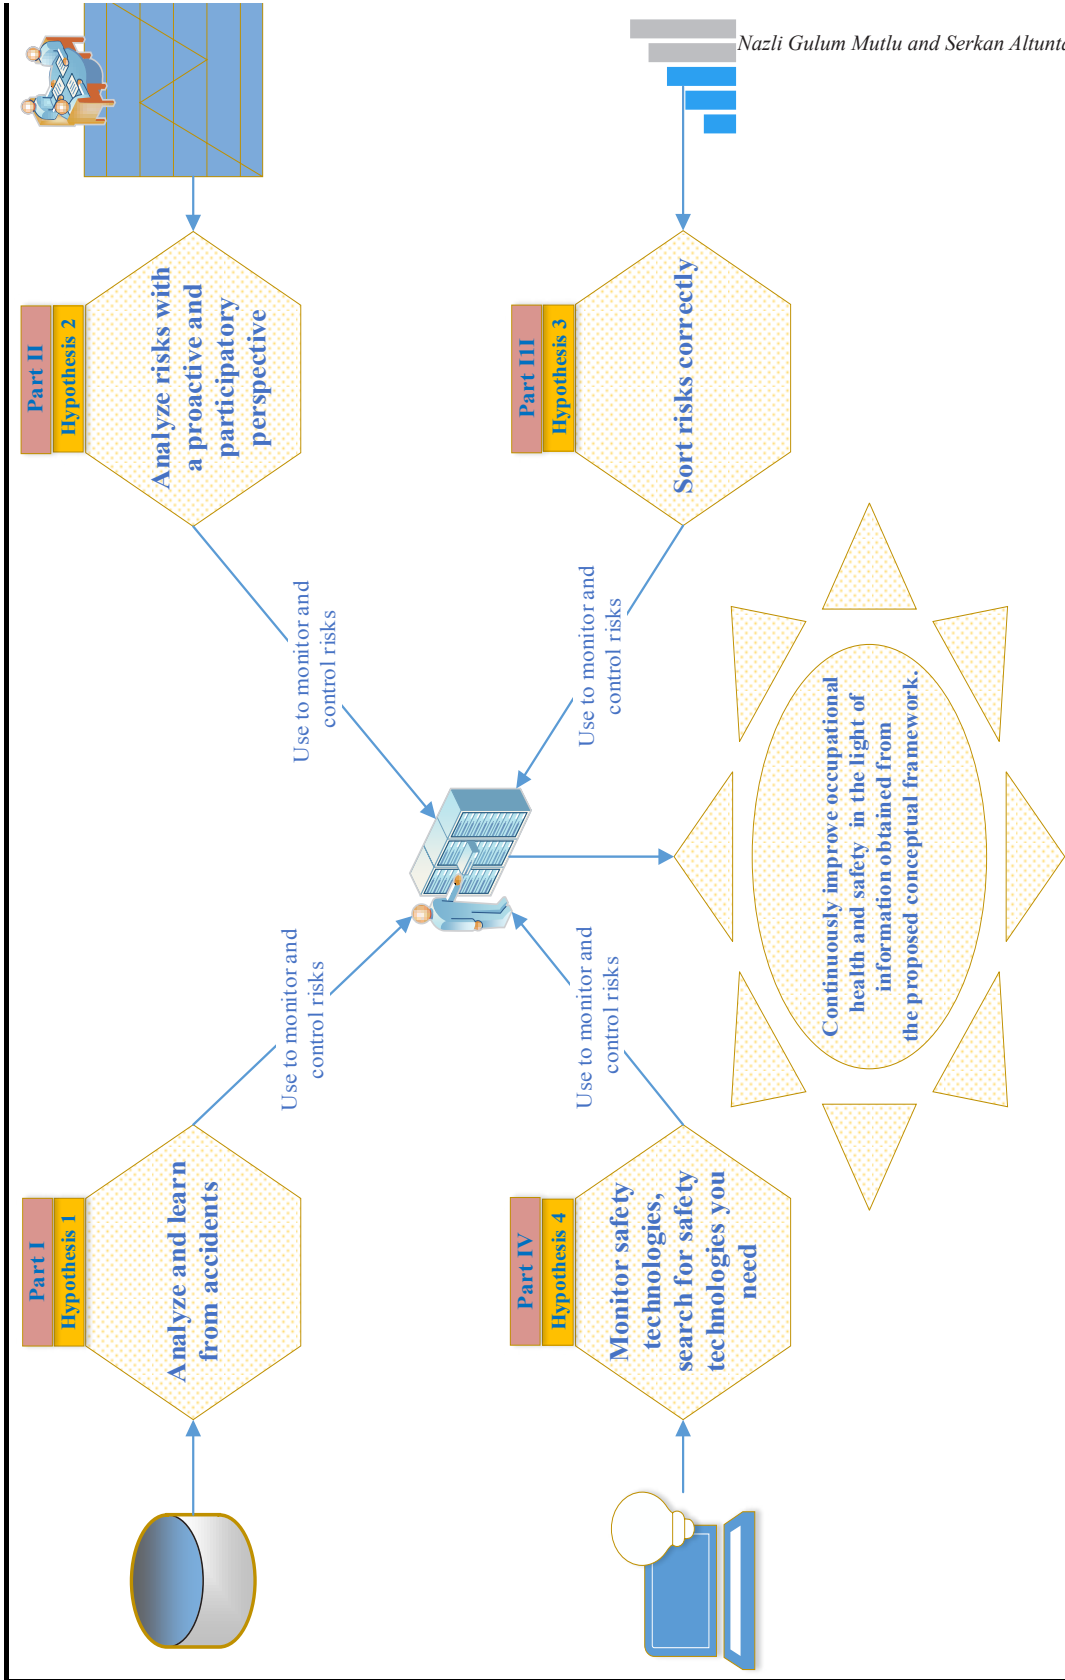 Nazli Gulum Mutlu and Serkan
Part I
Hypothesis 1
Analyze and learn
from accidents
Use to monitor and
control risks
Part II
Hypothesis 2
Analyze risks with
a proactive and
participatory
perspective
Use to monitor and
control risks
Part IV
Hypothesis 4
Monitor safety
technologies,
search for safety
technologies you
need
Use to monitor and
control risks
Part III
Hypothesis 3
Sort risks correctly
Use to monitor and
control risks
Continuously improve occupational
health and safety in the light of
information obtained from
the proposed conceptual framework.